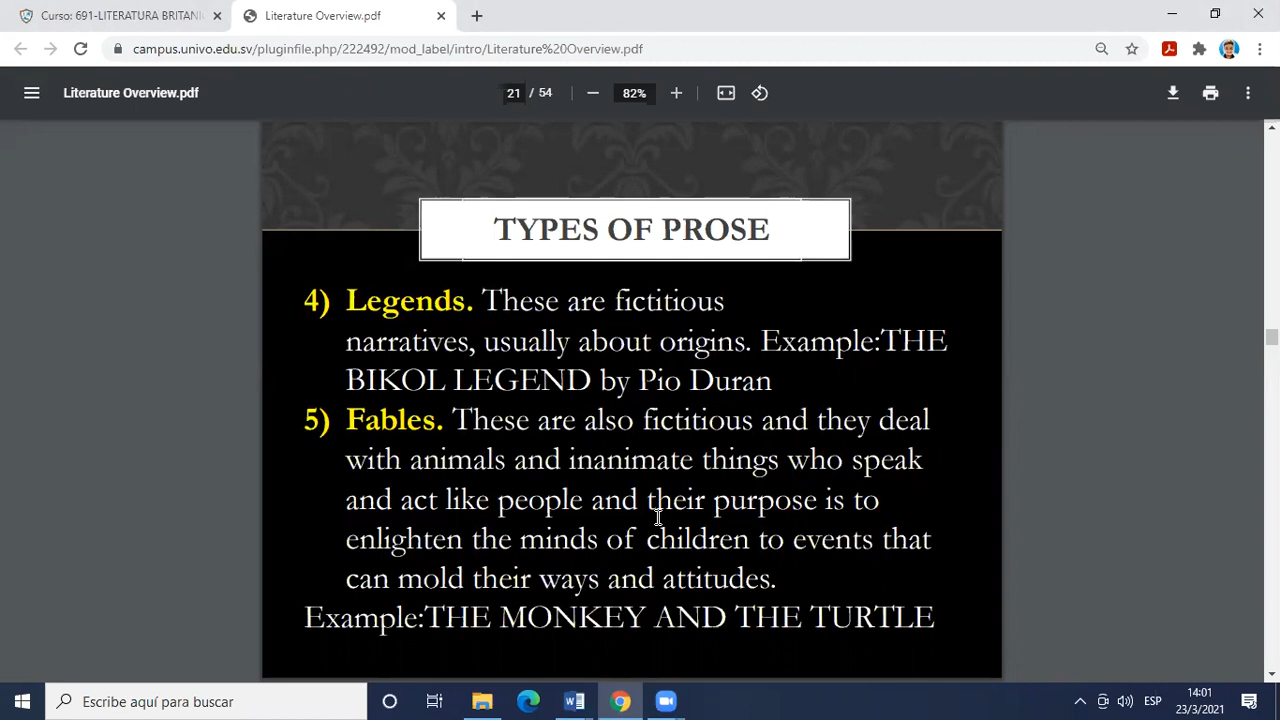 Curso: 691-LITERATURA BRITANI
Literature Overview.pdf
campus.univo.edu.sv/pluginfile.php/222492/mod_label/intro/Literature%20Overview.pdf
Literature Overview.pdf
21 / 54
82%
TYPES OF PROSE
4) Legends. These are fictitious
narratives, usually about origins. Example:THE
BIKOL LEGEND by Pio Duran
5) Fables. These are also fictitious and they deal
with animals and inanimate things who speak
and act like people and their purpose is to
enlighten the minds of children to events that
can mold their ways and attitudes.
Example:THE MONKEY AND THE TURTLE
Escribe aquí para buscar
ESP
14:01
23/3/2021